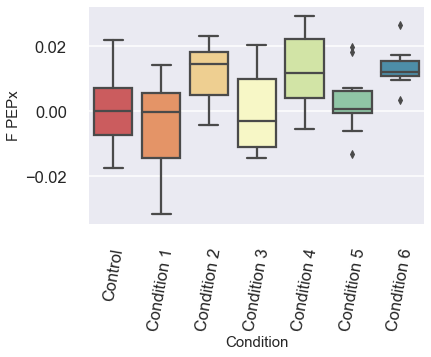 F PEPx
0.02
0.00
−0.02
Control
Condition 1
Condition 2
Condition 3
Condition 4
Condition 5
Condition 6
Condition